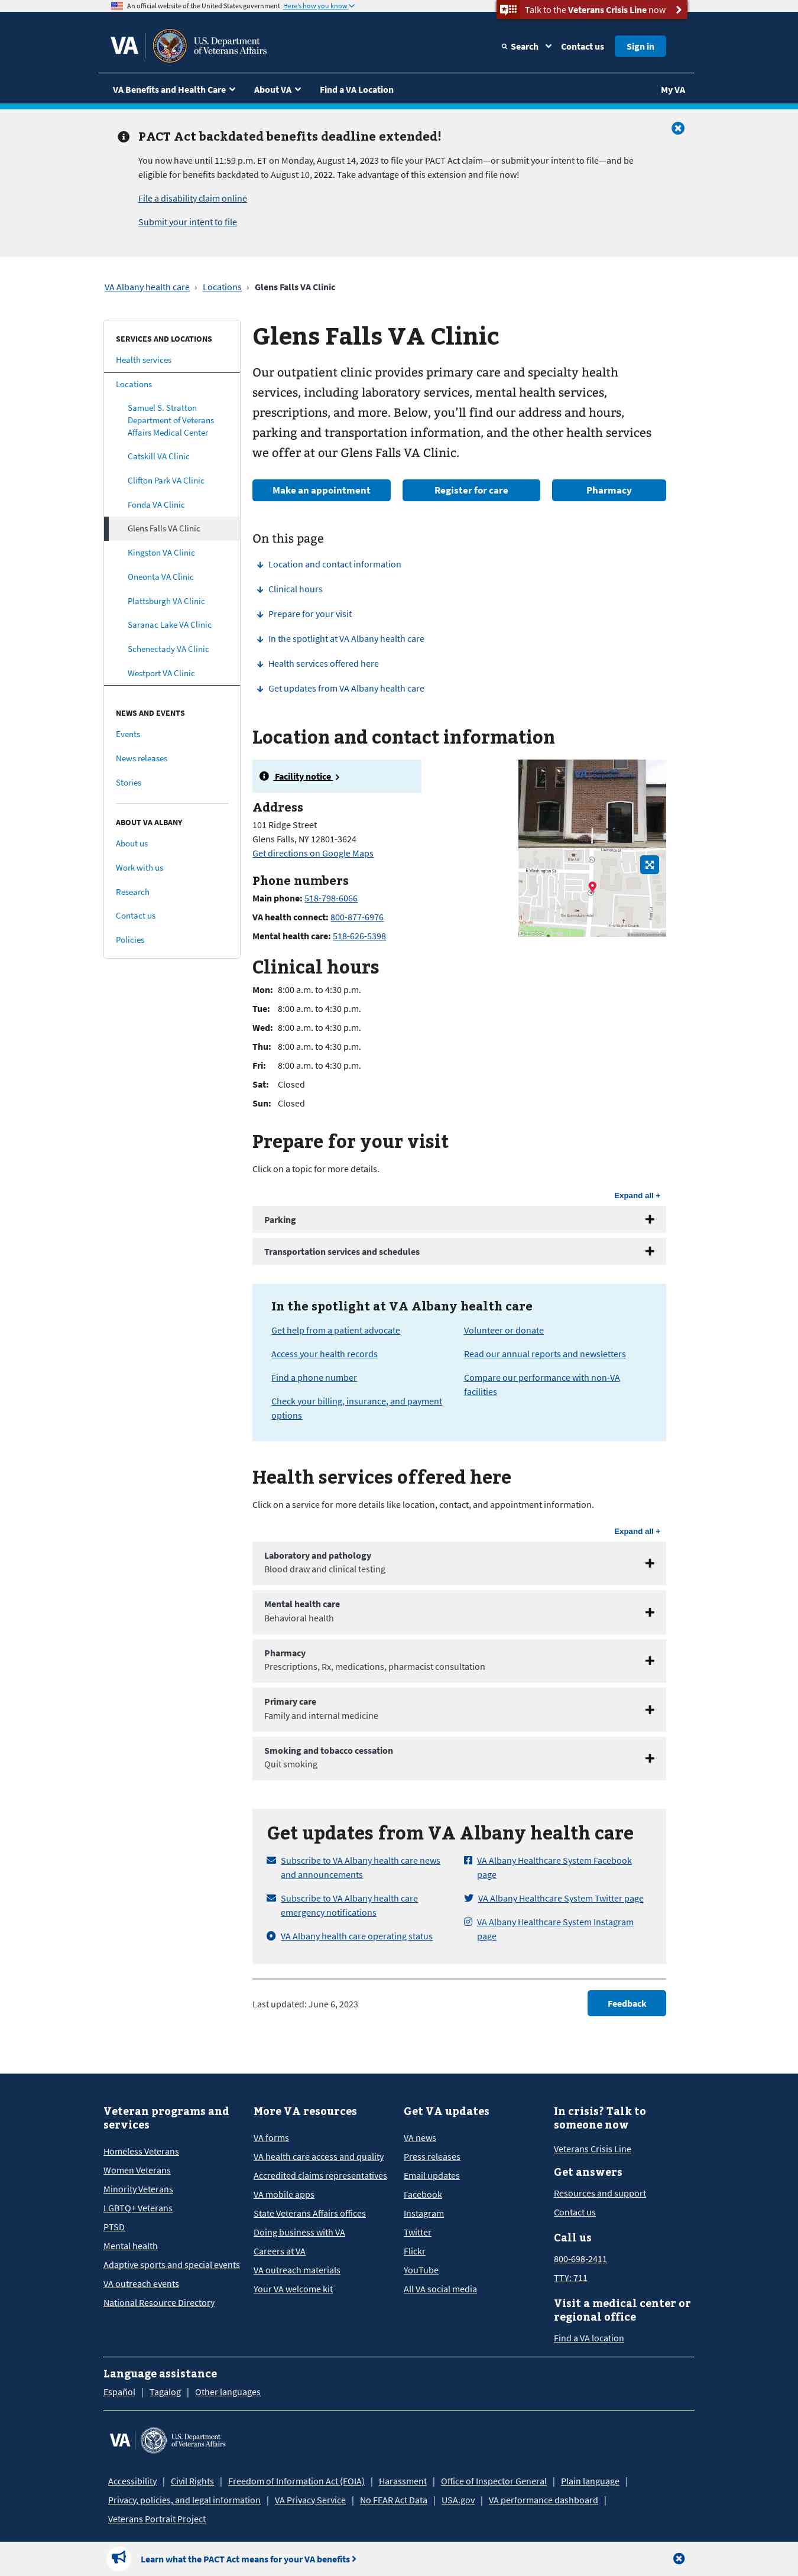 An official website of the United States government Here's how you know
Talk to the Veterans Crisis Line now
VA
U.S. Department
of Veterans Affairs
Search
Contact us
Sign in
VA Benefits and Health Care
About VA
Find a VA Location
My VA
PACT Act backdated benefits deadline extended!
You now have until 11:59 p.m. ET on Monday, August 14, 2023 to file your PACT Act claim—or submit your intent to file—and be
eligible for benefits backdated to August 10, 2022. Take advantage of this extension and file now!
File a disability claim online
Submit your intent to file
VA Albany health care › Locations › Glens Falls VA Clinic
SERVICES AND LOCATIONS
Health services
Locations
Samuel S. Stratton
Department of Veterans
Affairs Medical Center
Catskill VA Clinic
Clifton Park VA Clinic
Fonda VA Clinic
Glens Falls VA Clinic
Kingston VA Clinic
Oneonta VA Clinic
Plattsburgh VA Clinic
Saranac Lake VA Clinic
Schenectady VA Clinic
Westport VA Clinic
NEWS AND EVENTS
Events
News releases
Stories
ABOUT VA ALBANY
About us
Work with us
Research
Contact us
Policies
Glens Falls VA Clinic
Our outpatient clinic provides primary care and specialty health
services, including laboratory services, mental health services,
prescriptions, and more. Below, you'll find our address and hours,
parking and transportation information, and the other health services
we offer at our Glens Falls VA Clinic.
Make an appointment
Register for care
Pharmacy
On this page
Location and contact information
Clinical hours
Prepare for your visit
In the spotlight at VA Albany health care
Health services offered here
Get updates from VA Albany health care
Location and contact information
Facility notice
Address
101 Ridge Street
Glens Falls, NY 12801-3624
Get directions on Google Maps
Phone numbers
Main phone: 518-798-6066
VA health connect: 800-877-6976
Mental health care: 518-626-5398
Clinical hours
Mon: 8:00 a.m. to 4:30 p.m.
Tue: 8:00 a.m. to 4:30 p.m.
Wed: 8:00 a.m. to 4:30 p.m.
Thu: 8:00 a.m. to 4:30 p.m.
Fri: 8:00 a.m. to 4:30 p.m.
Sat: Closed
Sun: Closed
Prepare for your visit
Click on a topic for more details.
Expand all +
Parking
Transportation services and schedules
In the spotlight at VA Albany health care
Get help from a patient advocate
Access your health records
Find a phone number
Check your billing, insurance, and payment
options
Volunteer or donate
Read our annual reports and newsletters
Compare our performance with non-VA
facilities
Health services offered here
Click on a service for more details like location, contact, and appointment information.
Expand all +
Laboratory and pathology
Blood draw and clinical testing
Mental health care
Behavioral health
Pharmacy
Prescriptions, Rx, medications, pharmacist consultation
Primary care
Family and internal medicine
Smoking and tobacco cessation
Quit smoking
Get updates from VA Albany health care
Subscribe to VA Albany health care news
and announcements
Subscribe to VA Albany health care
emergency notifications
VA Albany health care operating status
VA Albany Healthcare System Facebook
page
VA Albany Healthcare System Twitter page
VA Albany Healthcare System Instagram
page
Last updated: June 6, 2023
Feedback
Veteran programs and
services
Homeless Veterans
Women Veterans
Minority Veterans
LGBTQ+ Veterans
PTSD
Mental health
Adaptive sports and special events
VA outreach events
National Resource Directory
More VA resources
VA forms
VA health care access and quality
Accredited claims representatives
VA mobile apps
State Veterans Affairs offices
Doing business with VA
Careers at VA
VA outreach materials
Your VA welcome kit
Get VA updates
VA news
Press releases
Email updates
Facebook
Instagram
Twitter
Flickr
YouTube
All VA social media
In crisis? Talk to
someone now
Veterans Crisis Line
Get answers
Resources and support
Contact us
Call us
800-698-2411
TTY: 711
Visit a medical center or
regional office
Find a VA location
Language assistance
Español | Tagalog | Other languages
VA
U.S. Department
of Veterans Affairs
Accessibility | Civil Rights | Freedom of Information Act (FOIA) | Harassment | Office of Inspector General | Plain language |
Privacy, policies, and legal information | VA Privacy Service | No FEAR Act Data | USA.gov | VA performance dashboard |
Veterans Portrait Project
Learn what the PACT Act means for your VA benefits